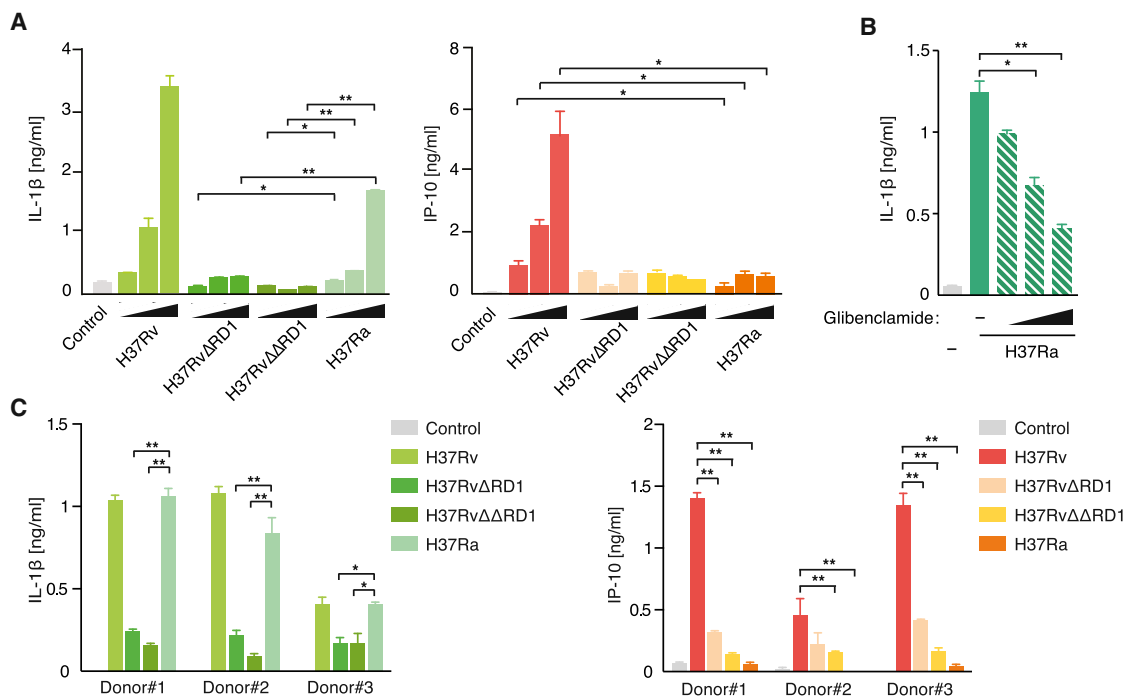 A
IL-1β [ng/ml]
4
3
2
1
0
**
**
*
**
*
Control
H37Rv
H37RvΔRD1
H37RvΔΔRD1
H37Ra
IP-10 [ng/ml]
8
6
4
2
0
*
*
*
Control
H37Rv
H37RvΔRD1
H37RvΔΔRD1
H37Ra
B
IL-1β [ng/ml]
1.5
1
0.5
0
**
*
Glibenclamide: –
– H37Ra
C
IL-1β [ng/ml]
1.5
1
0.5
0
**
**
**
**
*
*
Donor#1 Donor#2 Donor#3
Control
H37Rv
H37RvΔRD1
H37RvΔΔRD1
H37Ra
IP-10 [ng/ml]
2
1.5
1
0.5
0
**
**
**
**
**
**
**
**
Donor#1 Donor#2 Donor#3
Control
H37Rv
H37RvΔRD1
H37RvΔΔRD1
H37Ra